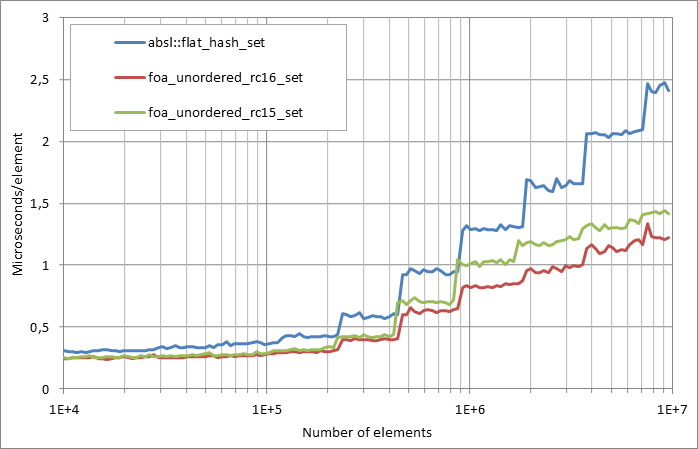 3
absl::flat_hash_set
foa_unordered_rc16_set
foa_unordered_rc15_set
2,5
2
1,5
1
0,5
0
Microseconds/element
1E+4
1E+5
1E+6
1E+7
Number of elements